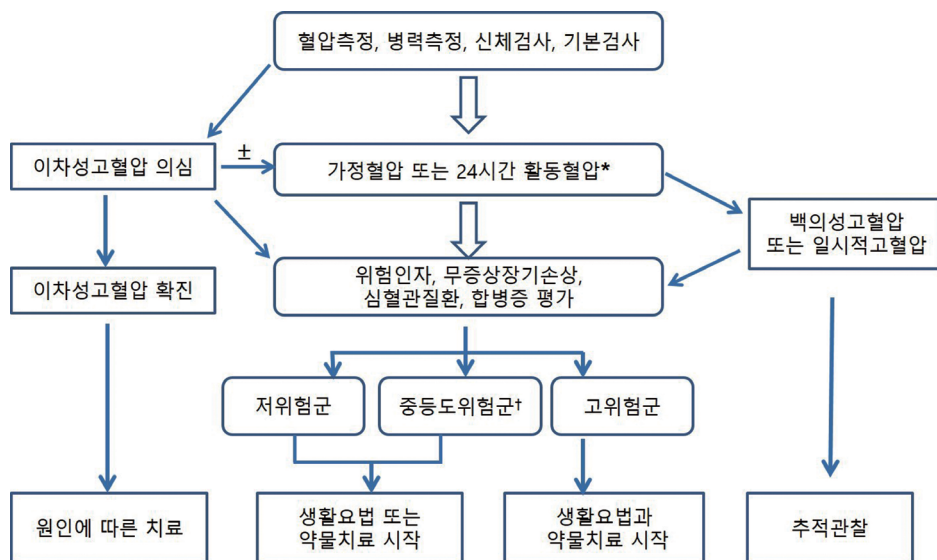 혈압측정, 병력측정, 신체검사, 기본검사
이차성고혈압 의심
±
가정혈압 또는 24시간 활동혈압*
백의성고혈압
또는 일시적고혈압
이차성고혈압 확진
위험인자, 무증상장기손상,
심혈관질환, 합병증 평가
저위험군
중등도위험군†
고위험군
원인에 따른 치료
생활요법 또는
약물치료 시작
생활요법과
약물치료 시작
추적관찰